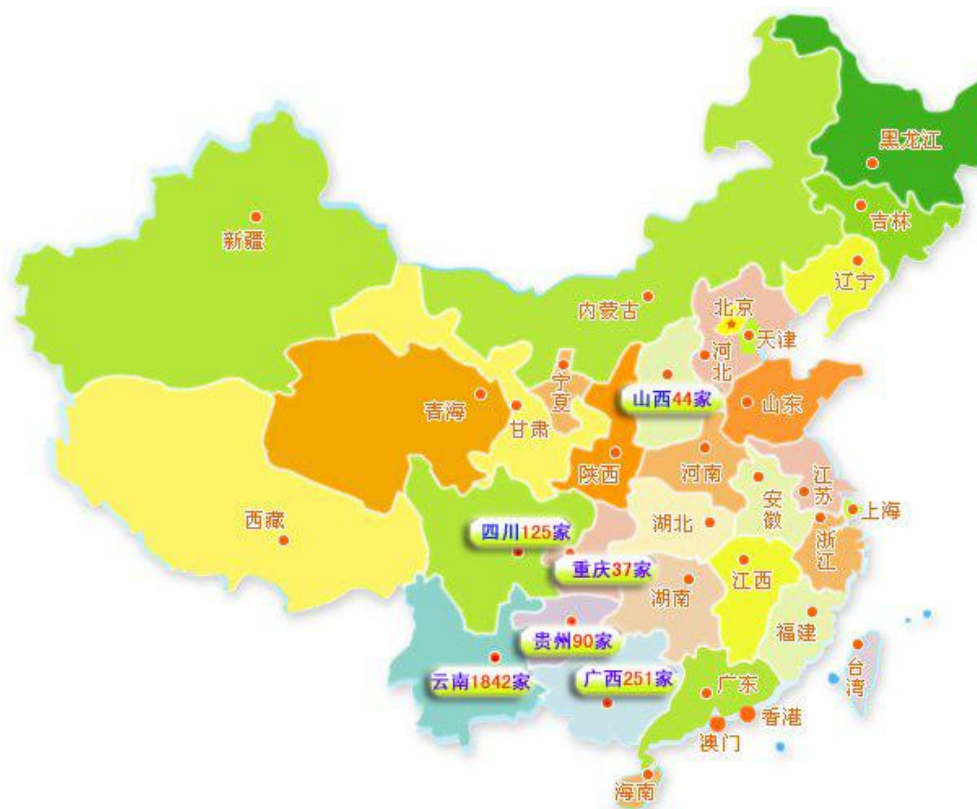 黑龙江
吉林
新疆
辽宁
内蒙古
北京
天津
河北
宁夏
山西44家
青海
甘肃
山东
陕西
河南
江苏
安徽
上海
西藏
四川125家
湖北
浙江
重庆37家
江西
湖南
贵州90家
福建
云南1842家
广西251家
广东
台湾
香港
澳门
海南